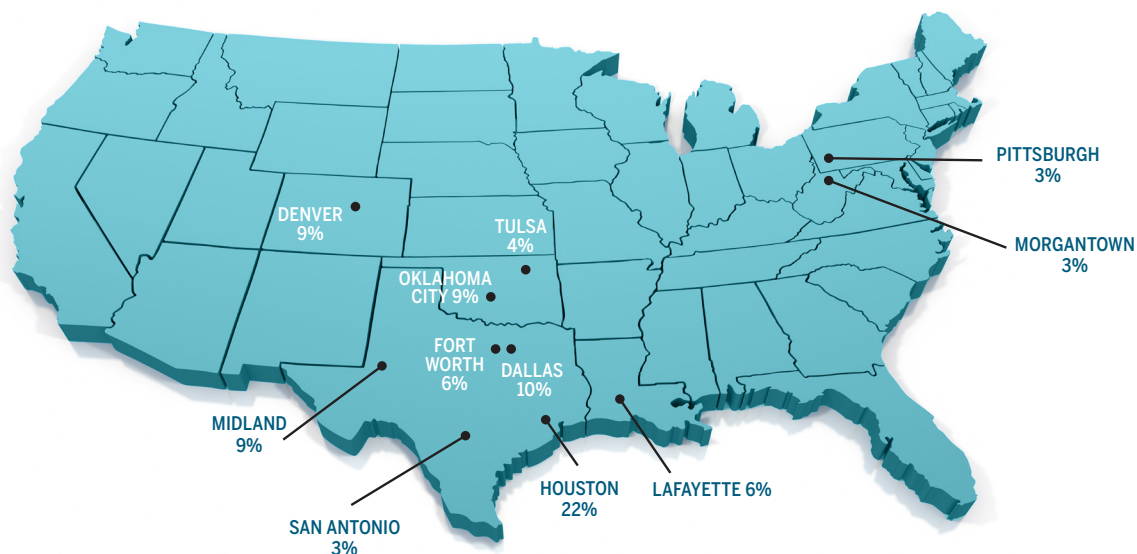 PITTSBURGH
3%
MORGANTOWN
3%
DENVER
9%
TULSA
4%
OKLAHOMA
CITY 9%
FORT
WORTH
6%
DALLAS
10%
MIDLAND
9%
SAN ANTONIO
3%
HOUSTON
22%
LAFAYETTE 6%